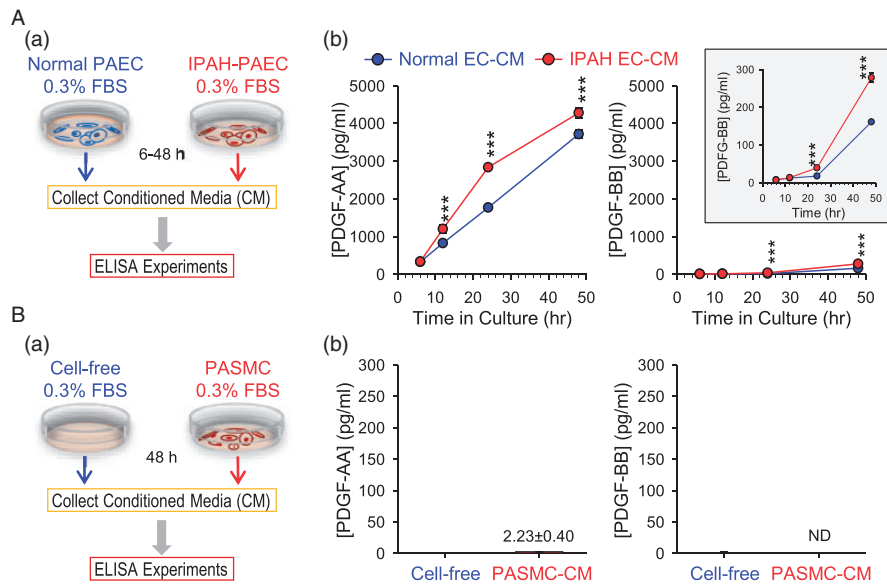 A
(a)
Normal PAEC
0.3% FBS
IPAH-PAEC
0.3% FBS
6-48 h
Collect Conditioned Media (CM)
ELISA Experiments
(b)
Normal EC-CM
IPAH EC-CM
[PDGF-AA] (pg/ml)
5000
4000
3000
2000
1000
0
***
***
***
0 10 20 30 40 50
Time in Culture (hr)
[PDGF-BB] (pg/ml)
5000
4000
3000
2000
1000
0
***
***
0 10 20 30 40 50
Time in Culture (hr)
[PDFG-BB] (pg/ml)
300
200
100
0
***
***
0 10 20 30 40 50
Time (hr)
B
(a)
Cell-free
0.3% FBS
PASMC
0.3% FBS
48 h
Collect Conditioned Media (CM)
ELISA Experiments
(b)
[PDGF-AA] (pg/ml)
300
250
200
150
100
50
0
2.23±0.40
Cell-free PASMC-CM
[PDGF-BB] (pg/ml)
300
250
200
150
100
50
0
ND
Cell-free PASMC-CM